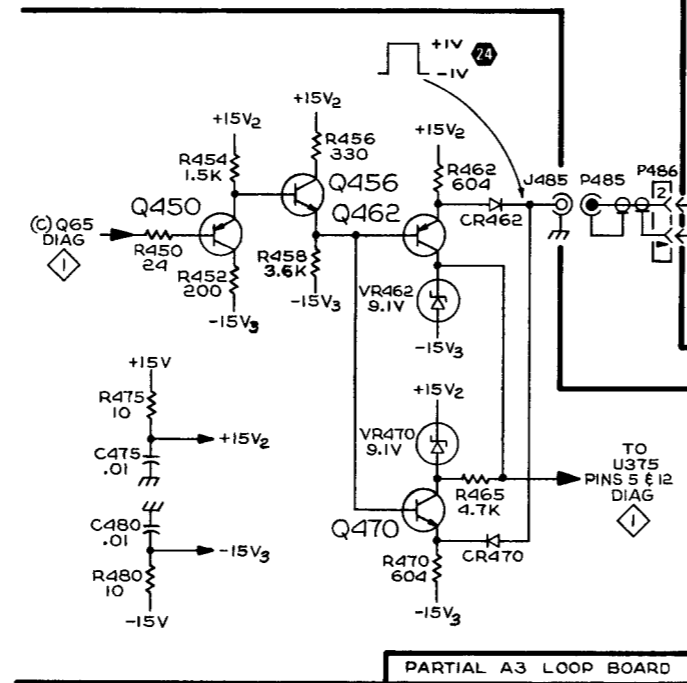 +1V
-1V
24
+15V2
+15V2
+15V2
R454
1.5K
R456
330
R462
604
J485
P485
P486
2
Q450
Q456
Q462
CR462
(C) Q65
DIAG
1
R450
24
R452
200
R458
3.6K
-15V3
-15V3
VR462
9.1V
-15V3
+15V
R475
10
+15V2
C475
.01
C480
.01
-15V3
R480
10
-15V
+15V2
VR470
9.1V
R465
4.7K
TO
U375
PINS 5 & 12
DIAG
1
Q470
CR470
R470
604
-15V3
PARTIAL A3 LOOP BOARD